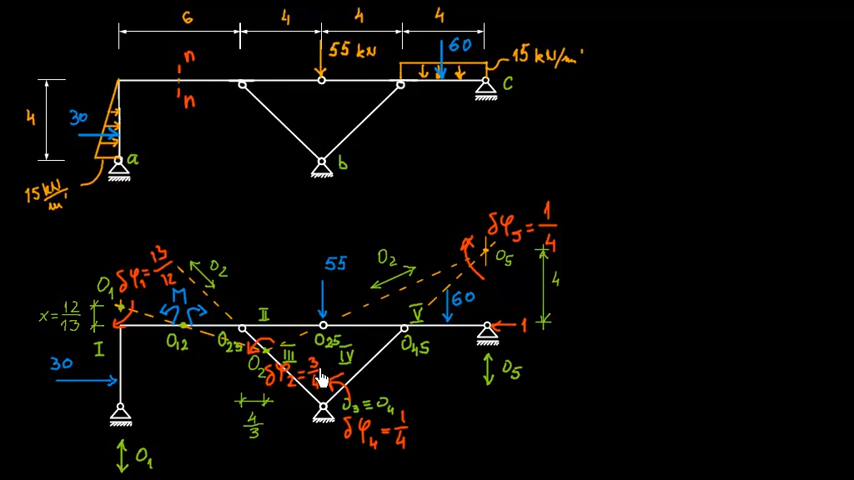 6 4 4 4
55 kN 60 15 kN/m'
n
n
4
30
a b c
15 kN/m'
δφ₅ = 1/4
δφ₁ = 13/12
O₁ O₂ O₂ O₅
M 55
x = 12/13
II V 60 4
1
I O₁₂ O₂₃ O₂₅ O₄₅
III IV
30 O₂ O₅
δφ₂ = 3/4
O₃ ≡ O₄
4/3
δφ₄ = 1/4
O₁